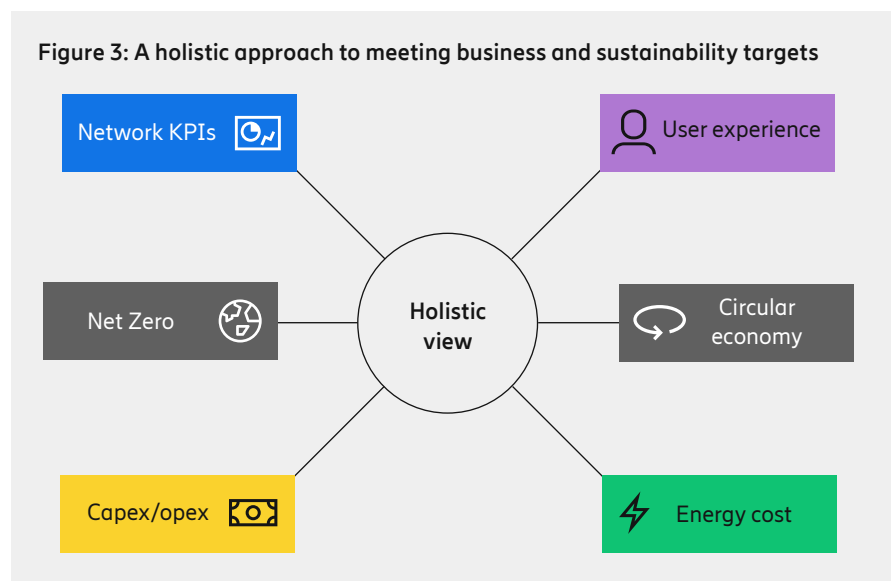 Figure 3: A holistic approach to meeting business and sustainability targets
Network KPIs
User experience
Net Zero
Holistic
view
Circular
economy
Capex/opex
Energy cost